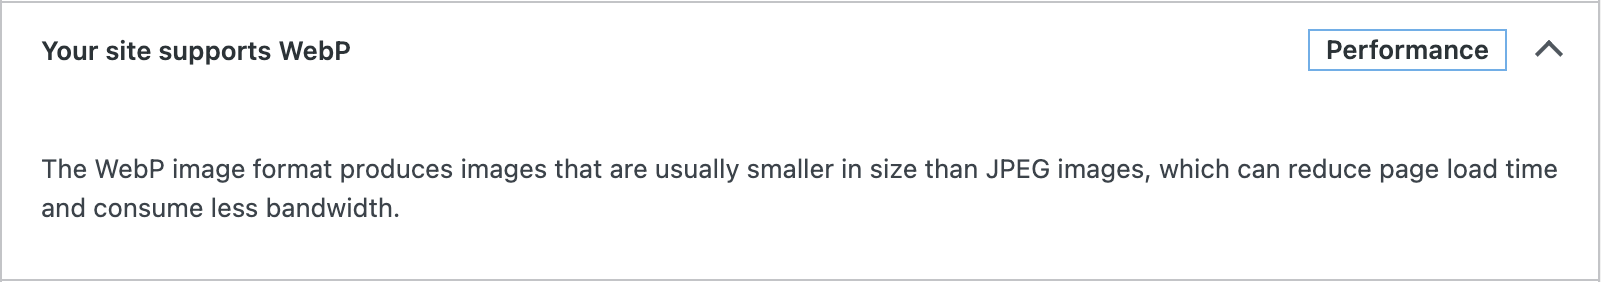 Your site supports WebP
Performance
The WebP image format produces images that are usually smaller in size than JPEG images, which can reduce page load time
and consume less bandwidth.